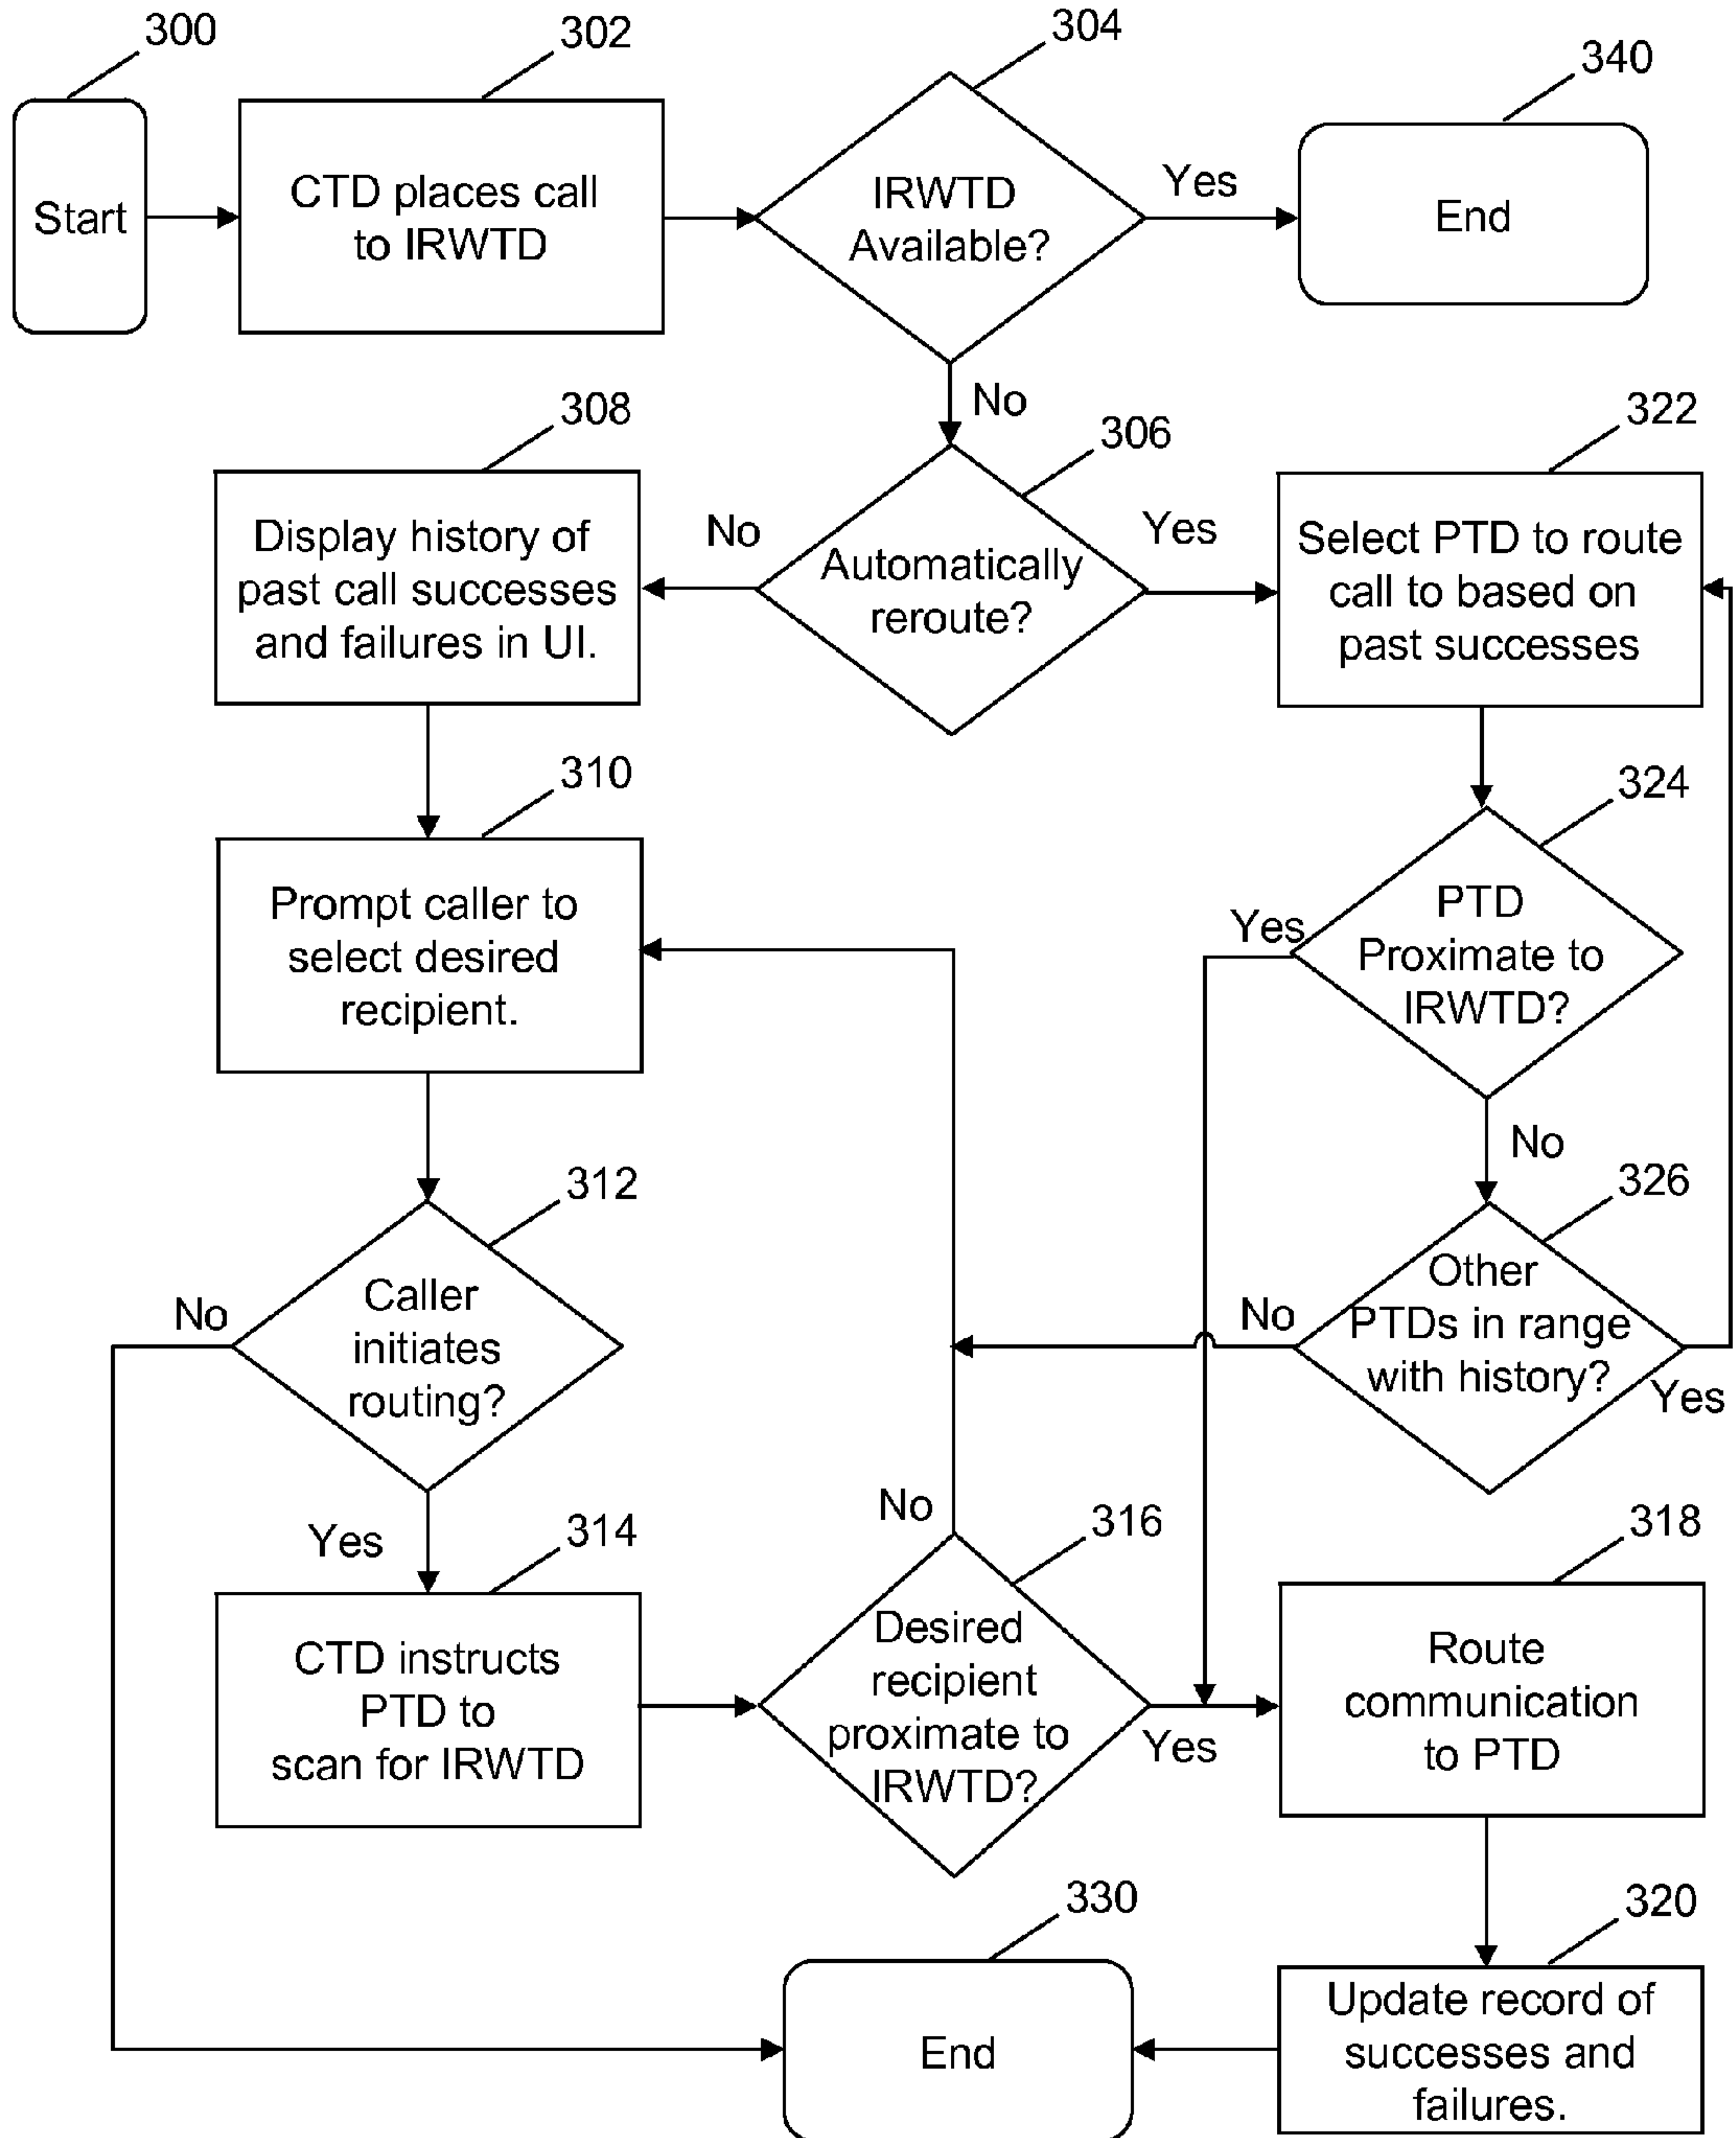 300
302
304
340
Start
CTD places call
to IRWTD
IRWTD
Available?
Yes
End
No
308
306
322
Display history of
past call successes
and failures in UI.
No
Automatically
reroute?
Yes
Select PTD to route
call to based on
past successes
310
324
Prompt caller to
select desired
recipient.
Yes
PTD
Proximate to
IRWTD?
No
312
326
No
Caller
initiates
routing?
No
Other
PTDs in range
with history?
Yes
Yes
314
No
316
318
CTD instructs
PTD to
scan for IRWTD
Desired
recipient
proximate to
IRWTD?
Yes
Route
communication
to PTD
330
320
End
Update record of
successes and
failures.